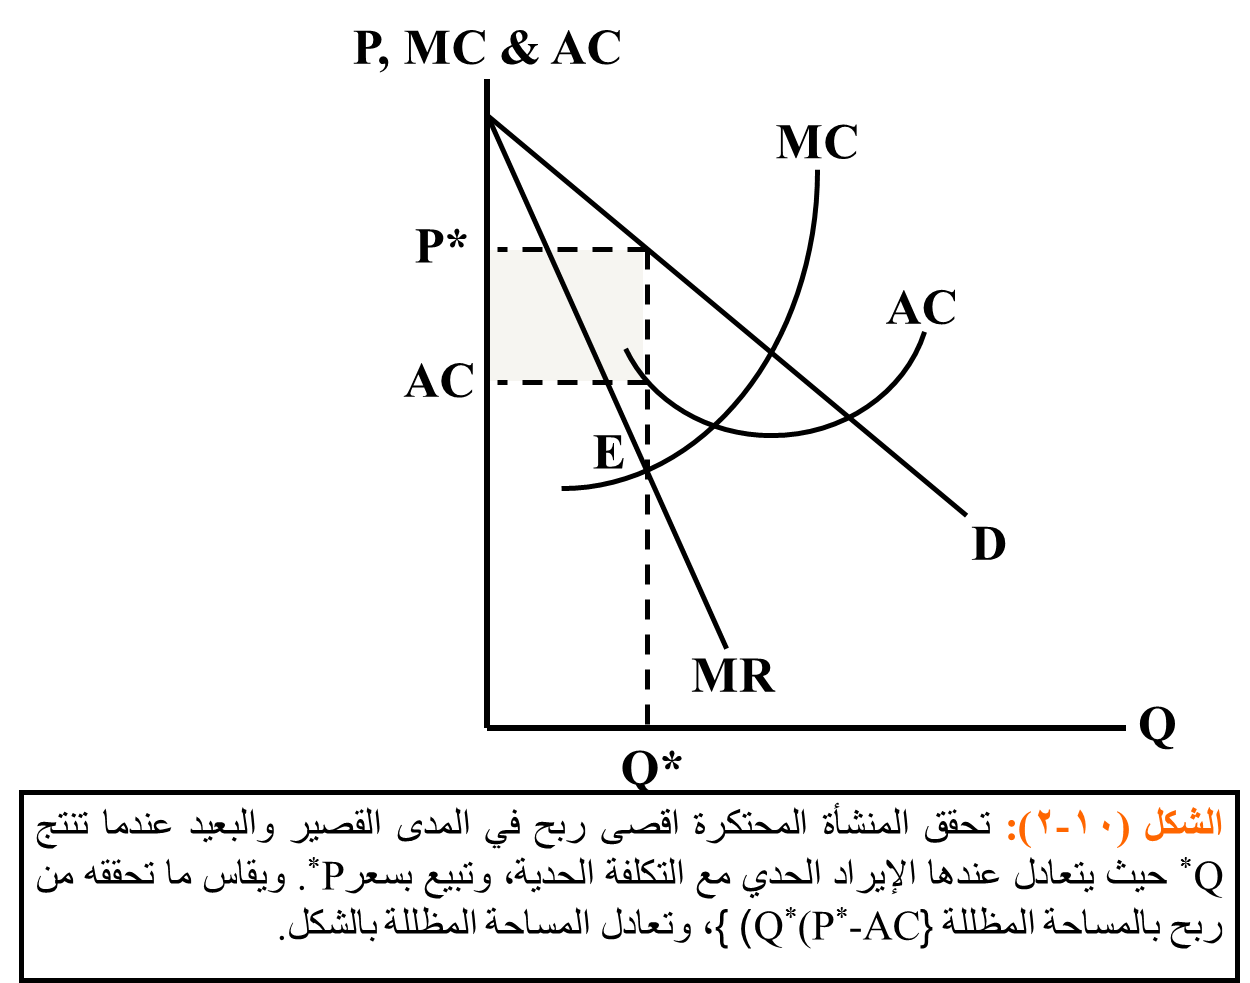 P, MC & AC
MC
P*
AC
AC
E
D
MR
Q
Q*
الشكل (١٠-٢): تحقق المنشأة المحتكرة اقصى ربح في المدى القصير والبعيد عندما تنتج
Q* حيث يتعادل عندها الإيراد الحدي مع التكلفة الحدية، وتبيع بسعرP*. ويقاس ما تحققه من
ربح بالمساحة المظللة {Q*(P*-AC) }، وتعادل المساحة المظللة بالشكل.